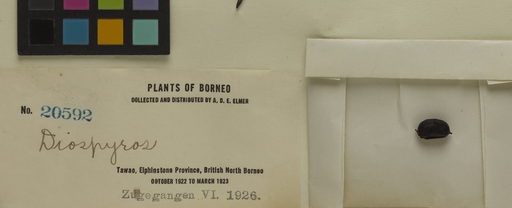 PLANTS OF BORNEO
COLLECTED AND DISTRIBUTED BY A. D. E. ELMER
No. 20592
Diospyros
Tawao, Elphinstone Province, British North Borneo
OCTOBER 1922 TO MARCH 1923
Zugegangen VI. 1926.